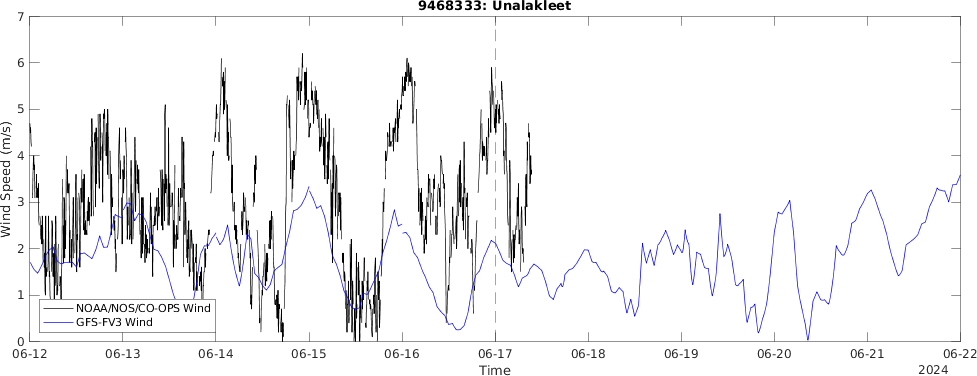 9468333: Unalakleet
Wind Speed (m/s)
7
6
5
4
3
2
1
0
NOAA/NOS/CO-OPS Wind
GFS-FV3 Wind
06-12 06-13 06-14 06-15 06-16 06-17 06-18 06-19 06-20 06-21 06-22
Time
2024